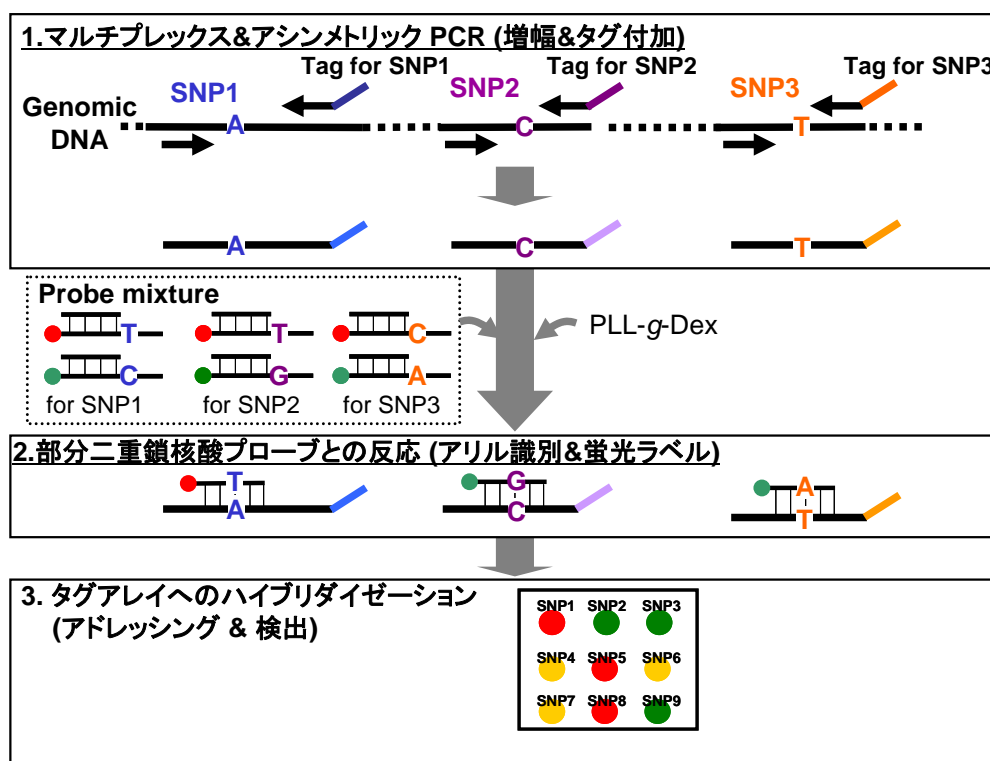 1.マルチプレックス&アシンメトリック PCR (増幅&タグ付加)
Tag for SNP1
Tag for SNP2
Tag for SNP3
SNP1
SNP2
SNP3
Genomic
DNA
A
C
T
A
C
T
Probe mixture
T
T
C
C
G
A
for SNP1
for SNP2
for SNP3
PLL-g-Dex
2.部分二重鎖核酸プローブとの反応 (アリル識別&蛍光ラベル)
T
G
A
A
C
T
3. タグアレイへのハイブリダイゼーション
(アドレッシング & 検出)
SNP1 SNP2 SNP3
SNP4 SNP5 SNP6
SNP7 SNP8 SNP9